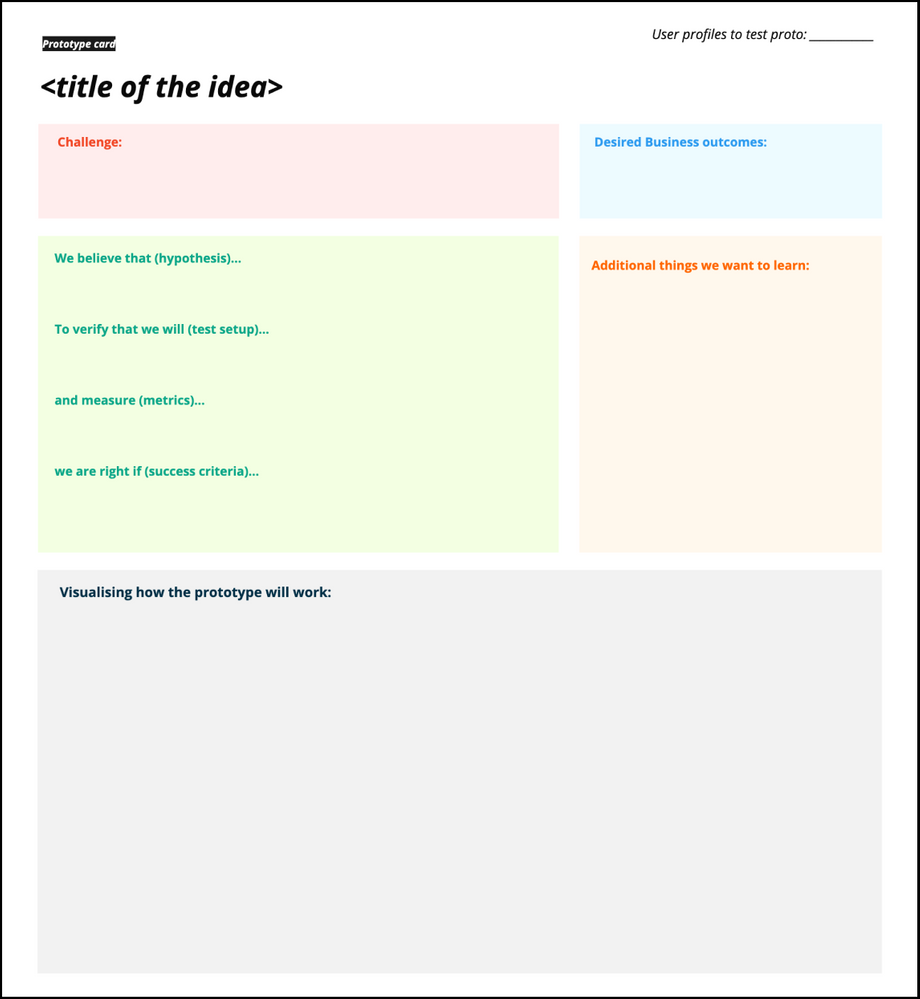 User profiles to test proto: __________
Prototype card
<title of the idea>
Challenge:
Desired Business outcomes:
We believe that (hypothesis)...
Additional things we want to learn:
To verify that we will (test setup)...
and measure (metrics)...
we are right if (success criteria)...
Visualising how the prototype will work: